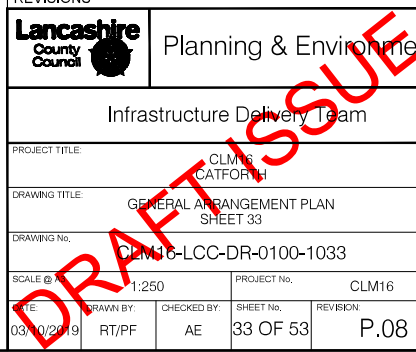 REVISIONS
Lancashire
County
Council
Planning & Environme
Infrastructure Delivery Team
PROJECT TITLE:
CLM16
CATFORTH
DRAWING TITLE:
GENERAL ARRANGEMENT PLAN
SHEET 33
DRAWING No.
CLM16-LCC-DR-0100-1033
SCALE @ A3
1:250
PROJECT No.
CLM16
DATE:
DRAWN BY:
CHECKED BY:
SHEET No.
REVISION:
03/10/2019
RT/PF
AE
33 OF 53
P.08
DRAFT ISSUE